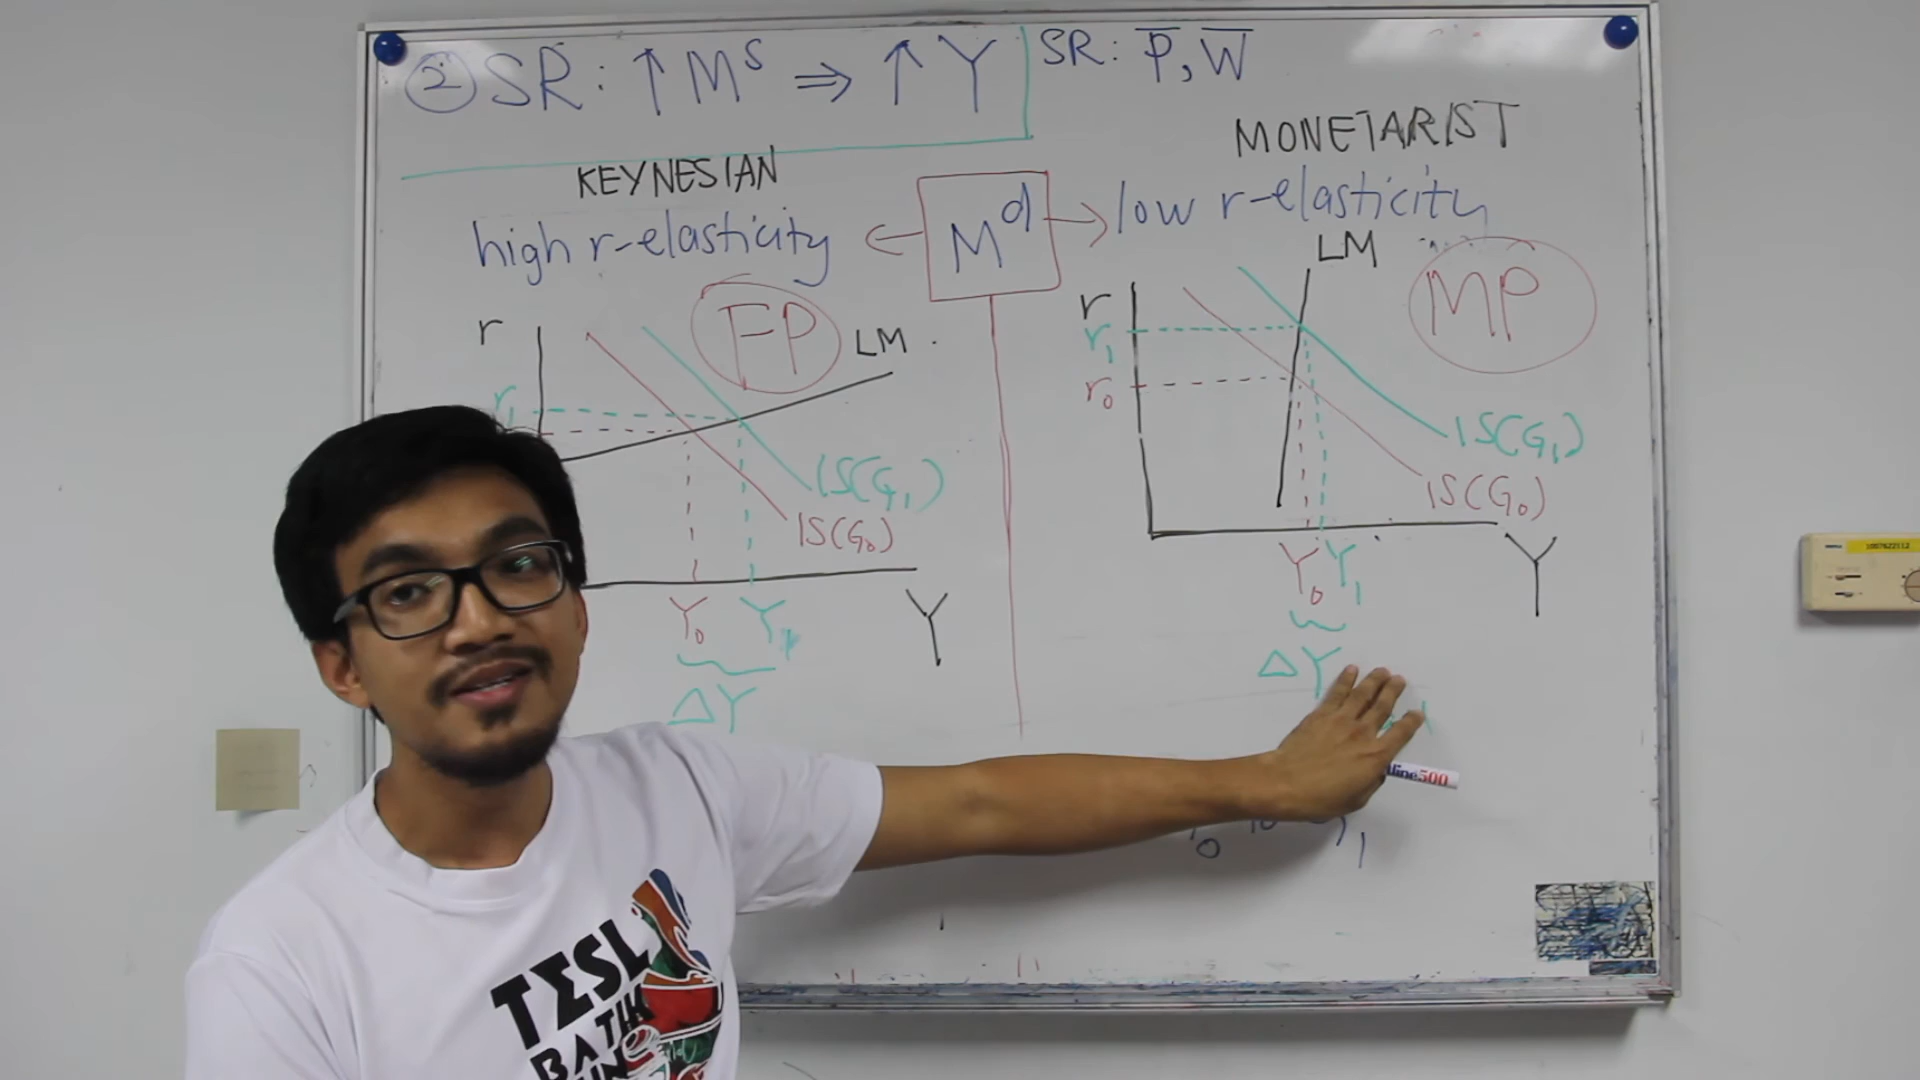 ② SR: ↑ Mˢ ⇒ ↑ Y
SR: P̅, W̅
KEYNESIAN
MONETARIST
high r-elasticity
Mᵈ
low r-elasticity
r
FP
LM
r₁
IS(G₁)
IS(G₀)
Y₀ Y₁
Y
ΔY
LM
MP
r
r₁
r₀
IS(G₁)
IS(G₀)
Y₀ Y₁
Y
ΔY
TESL